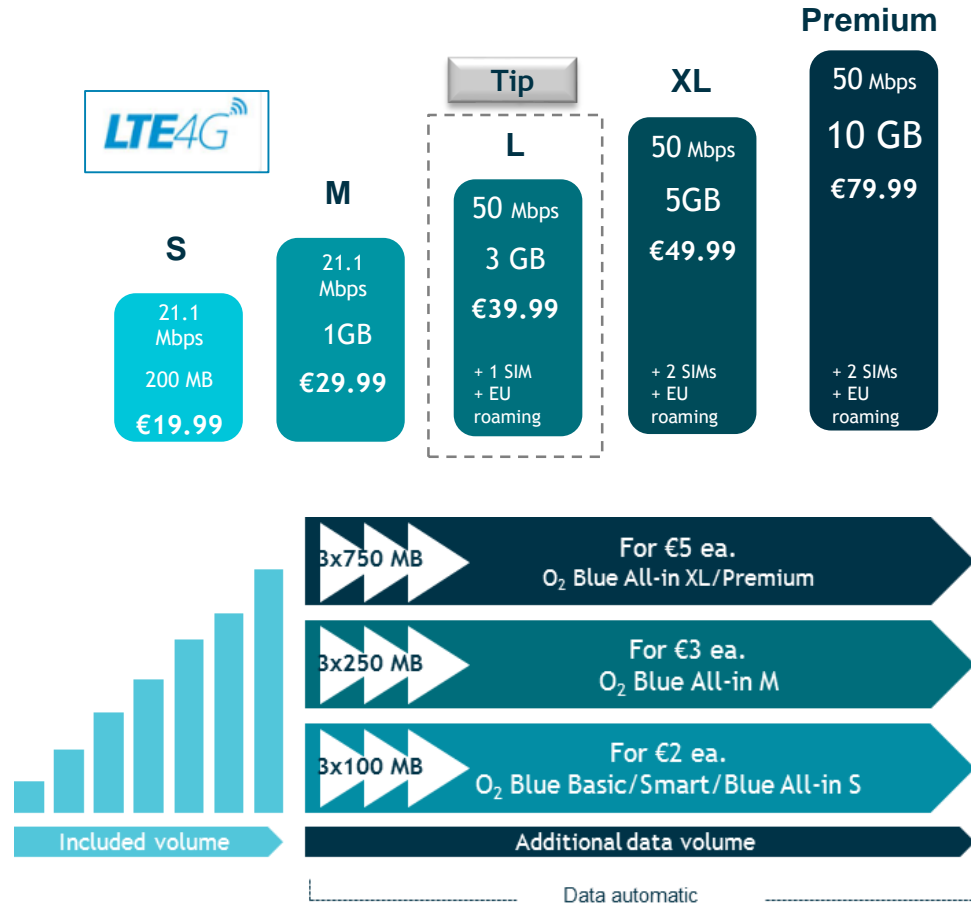 Premium
Tip
XL
50 Mbps
10 GB
€79.99
LTE4G
L
50 Mbps
5GB
€49.99
M
50 Mbps
3 GB
€39.99
S
21.1
Mbps
1GB
€29.99
21.1
Mbps
200 MB
€19.99
+ 1 SIM
+ EU
roaming
+ 2 SIMs
+ EU
roaming
+ 2 SIMs
+ EU
roaming
3x750 MB
For €5 ea.
O₂ Blue All-in XL/Premium
3x250 MB
For €3 ea.
O₂ Blue All-in M
3x100 MB
For €2 ea.
O₂ Blue Basic/Smart/Blue All-in S
Included volume
Additional data volume
Data automatic